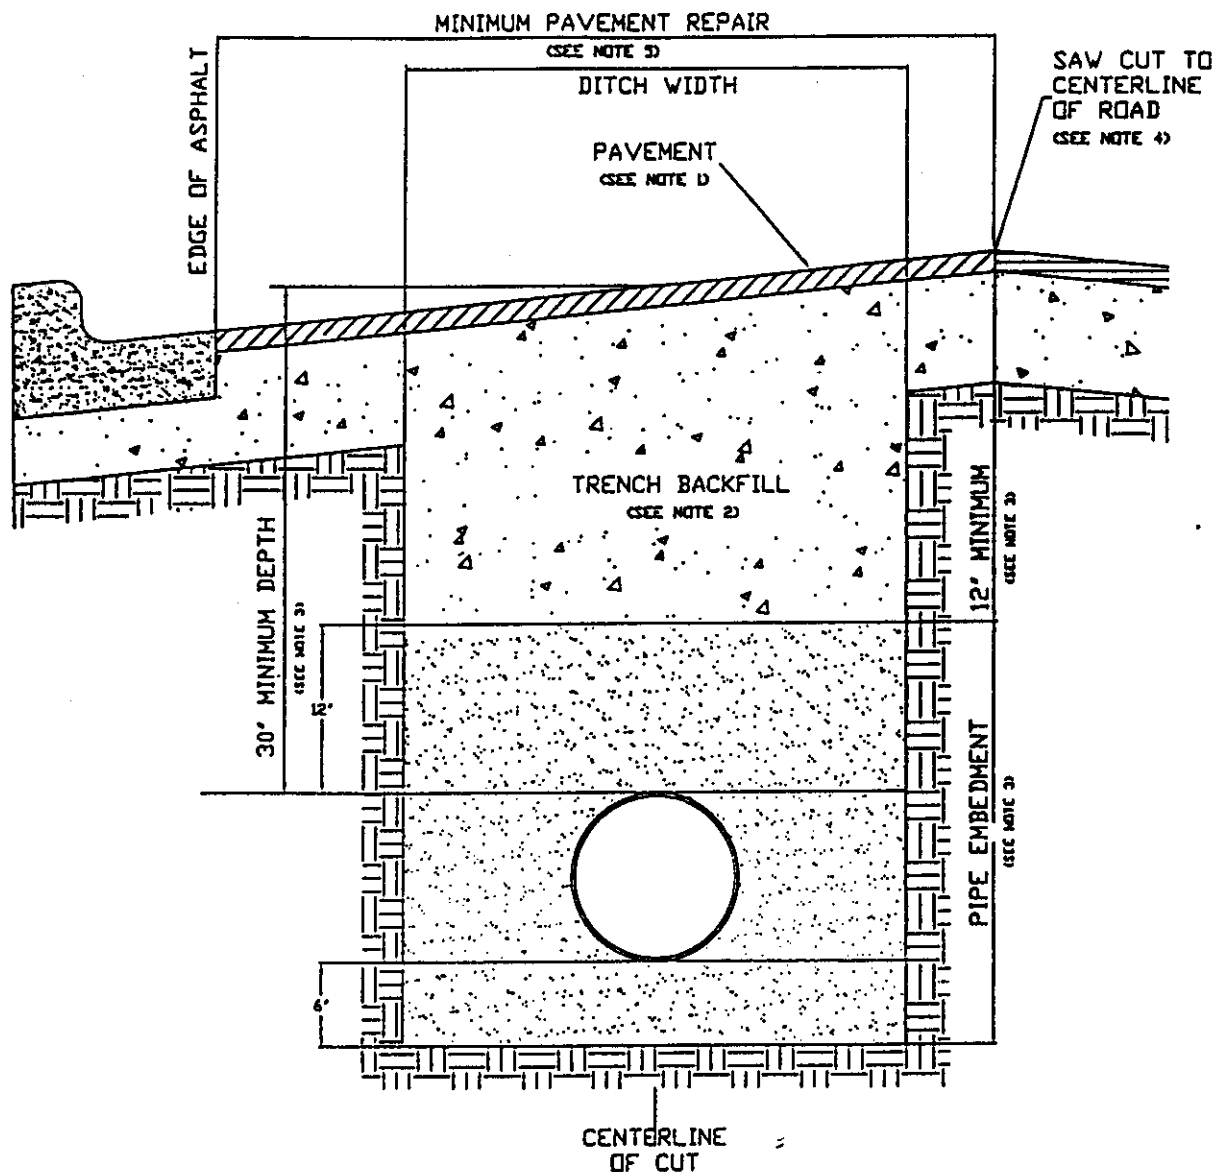 MINIMUM PAVEMENT REPAIR
(SEE NOTE 5)
DITCH WIDTH
EDGE OF ASPHALT
SAW CUT TO
CENTERLINE
OF ROAD
(SEE NOTE 4)
PAVEMENT
(SEE NOTE 1)
TRENCH BACKFILL
(SEE NOTE 2)
30" MINIMUM DEPTH
(SEE NOTE 3)
12" MINIMUM
(SEE NOTE 3)
12"
PIPE EMBEDMENT
(SEE NOTE 3)
6"
CENTERLINE
OF CUT